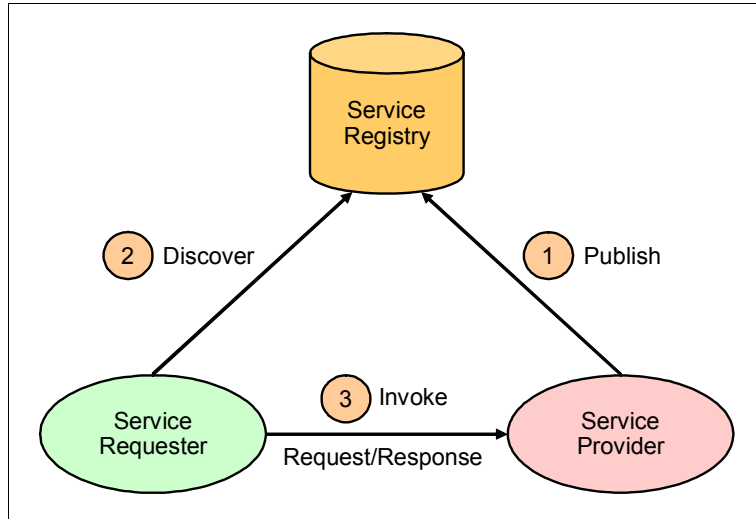 Service
Registry
2 Discover
1 Publish
3 Invoke
Service
Requester
Request/Response
Service
Provider